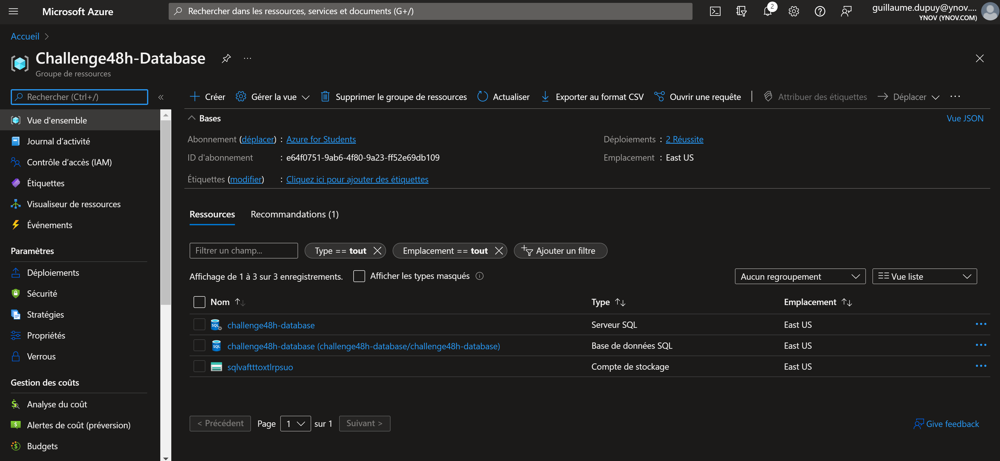 Microsoft Azure
Rechercher dans les ressources, services et documents (G+/)
2
guillaume.dupuy@ynov....
YNOV (YNOV.COM)
Accueil
Challenge48h-Database
Groupe de ressources
Rechercher (Ctrl+/)
Créer
Gérer la vue
Supprimer le groupe de ressources
Actualiser
Exporter au format CSV
Ouvrir une requête
Attribuer des étiquettes
Déplacer
Vue d'ensemble
Journal d’activité
Contrôle d’accès (IAM)
Étiquettes
Visualiseur de ressources
Événements
Paramètres
Déploiements
Sécurité
Stratégies
Propriétés
Verrous
Gestion des coûts
Analyse du coût
Alertes de coût (préversion)
Budgets
Bases
Vue JSON
Abonnement (déplacer) : Azure for Students
Déploiements : 2 Réussite
ID d'abonnement : e64f0751-9ab6-4f80-9a23-ff52e69db109
Emplacement : East US
Étiquettes (modifier) : Cliquez ici pour ajouter des étiquettes
Ressources
Recommandations (1)
Filtrer un champ...
Type == tout
Emplacement == tout
Ajouter un filtre
Affichage de 1 à 3 sur 3 enregistrements.
Afficher les types masqués
Aucun regroupement
Vue liste
Nom
Type
Emplacement
SQL
challenge48h-database
Serveur SQL
East US
SQL
challenge48h-database (challenge48h-database/challenge48h-database)
Base de données SQL
East US
sqlvaftttoxtlrpsuo
Compte de stockage
East US
< Précédent
Page 1 sur 1
Suivant >
Give feedback